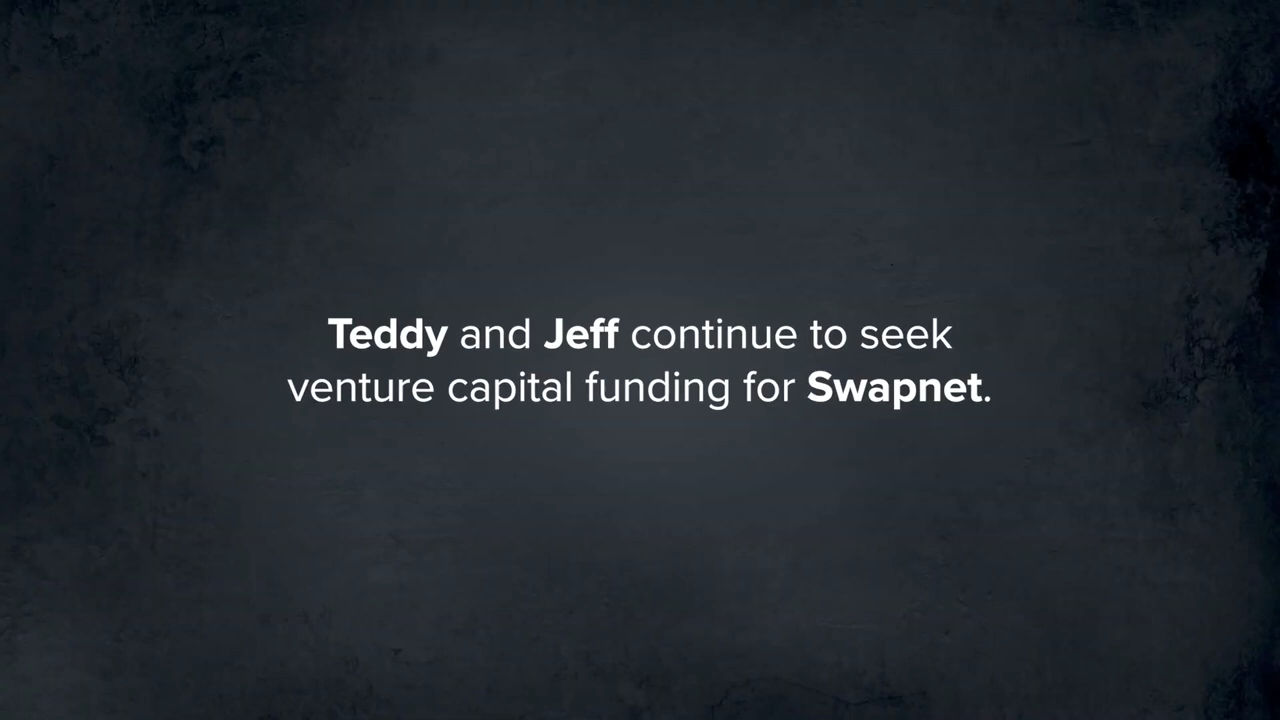 Teddy and Jeff continue to seek
venture capital funding for Swapnet.